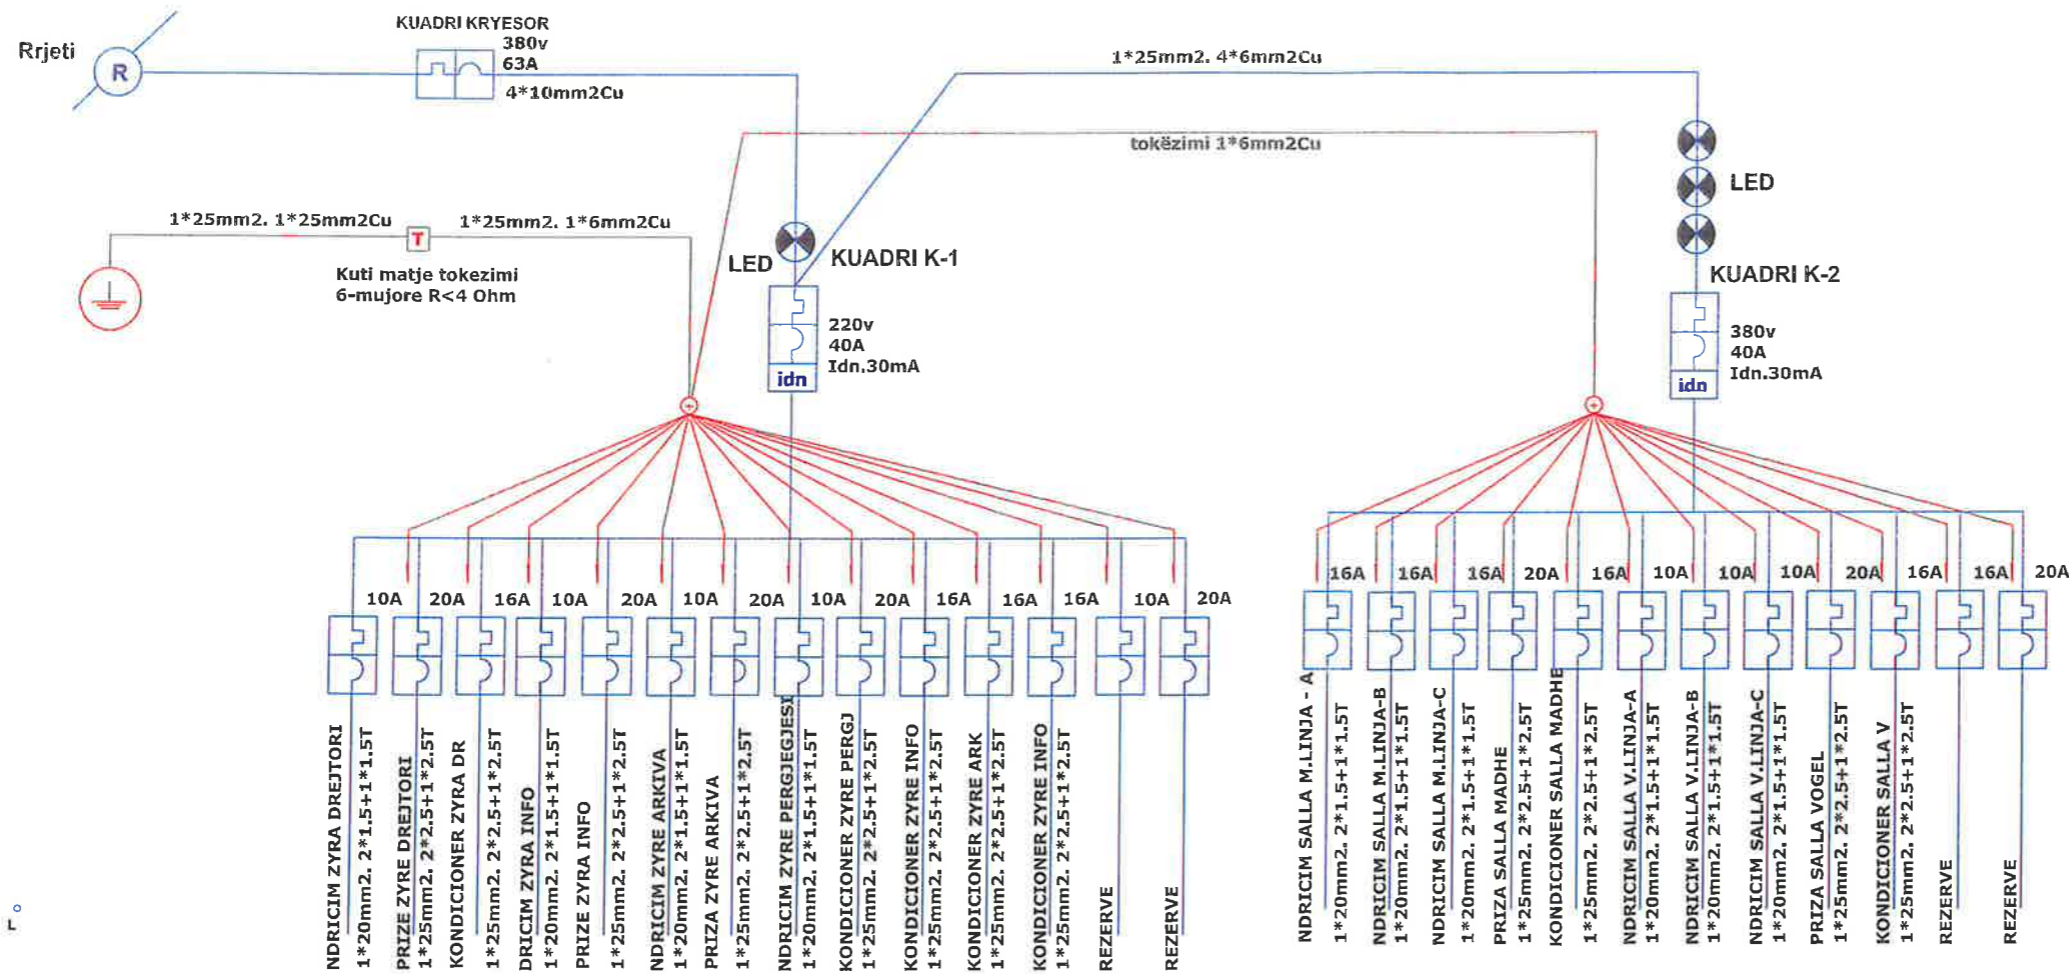 Rrjeti
R
KUADRI KRYESOR
380v
63A
4*10mm2Cu
1*25mm2. 4*6mm2Cu
tokëzimi 1*6mm2Cu
LED
KUADRI K-2
380v
40A
Idn.30mA
idn
1*25mm2. 1*25mm2Cu
T
1*25mm2. 1*6mm2Cu
Kuti matje tokezimi
6-mujore R<4 Ohm
LED
KUADRI K-1
220v
40A
Idn.30mA
idn
10A
20A
16A
10A
20A
10A
20A
10A
20A
16A
16A
16A
10A
20A
16A
16A
16A
20A
16A
10A
10A
10A
20A
16A
16A
20A
NDRICIM ZYRA DREJTORI
1*20mm2. 2*1.5+1*1.5T
PRIZE ZYRE DREJTORI
1*25mm2. 2*2.5+1*2.5T
KONDICIONER ZYRA DR
1*25mm2. 2*2.5+1*2.5T
DRICIM ZYRA INFO
1*20mm2. 2*1.5+1*1.5T
PRIZE ZYRA INFO
1*25mm2. 2*2.5+1*2.5T
NDRICIM ZYRE ARKIVA
1*20mm2. 2*1.5+1*1.5T
PRIZA ZYRE ARKIVA
1*25mm2. 2*2.5+1*2.5T
NDRICIM ZYRE PERGJEGJESI
1*20mm2. 2*1.5+1*1.5T
KONDICIONER ZYRE PERGJ
1*25mm2. 2*2.5+1*2.5T
KONDICIONER ZYRE INFO
1*25mm2. 2*2.5+1*2.5T
KONDICIONER ZYRE ARK
1*25mm2. 2*2.5+1*2.5T
KONDICIONER ZYRE INFO
1*25mm2. 2*2.5+1*2.5T
REZERVE
REZERVE
NDRICIM SALLA M.LINJA - A
1*20mm2. 2*1.5+1*1.5T
NDRICIM SALLA M.LINJA-B
1*20mm2. 2*1.5+1*1.5T
NDRICIM SALLA M.LINJA-C
1*20mm2. 2*1.5+1*1.5T
PRIZA SALLA MADHE
1*25mm2. 2*2.5+1*2.5T
KONDICIONER SALLA MADHE
1*25mm2. 2*2.5+1*2.5T
NDRICIM SALLA V.LINJA-A
1*20mm2. 2*1.5+1*1.5T
NDRICIM SALLA V.LINJA-B
1*20mm2. 2*1.5+1*1.5T
NDRICIM SALLA V.LINJA-C
1*20mm2. 2*1.5+1*1.5T
PRIZA SALLA VOGEL
1*25mm2. 2*2.5+1*2.5T
KONDICIONER SALLA V
1*25mm2. 2*2.5+1*2.5T
REZERVE
REZERVE
L